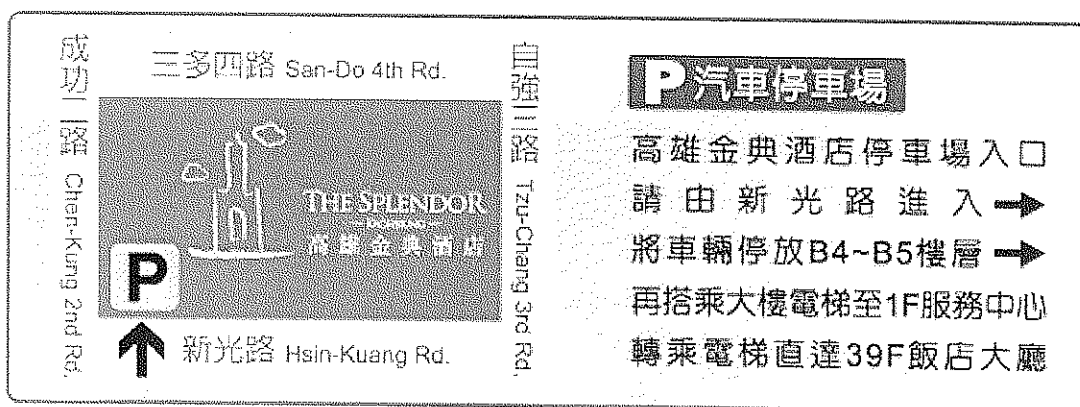 成功二路 Chen-Kung 2nd Rd.
三多四路 San-Do 4th Rd.
自強三路 Tzu-Chang 3rd Rd.
THE SPLENDOR
高雄金典酒店
P
新光路 Hsin-Kuang Rd.
P汽車停車場
高雄金典酒店停車場入口
請由新光路進入→
將車輛停放B4~B5樓層→
再搭乘大樓電梯至1F服務中心
轉乘電梯直達39F飯店大廳